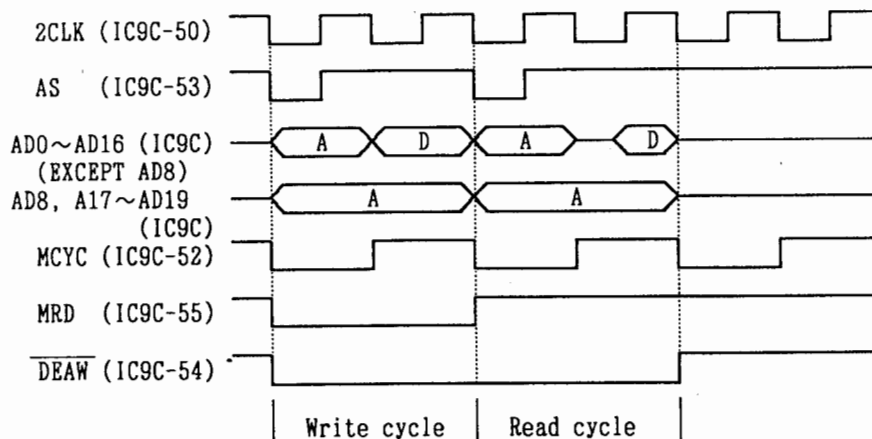 2CLK (IC9C-50)
AS (IC9C-53)
AD0～AD16 (IC9C) A D A D
(EXCEPT AD8)
AD8, A17～AD19 A A
(IC9C)
MCYC (IC9C-52)
MRD (IC9C-55)
DEAW (IC9C-54)
Write cycle Read cycle